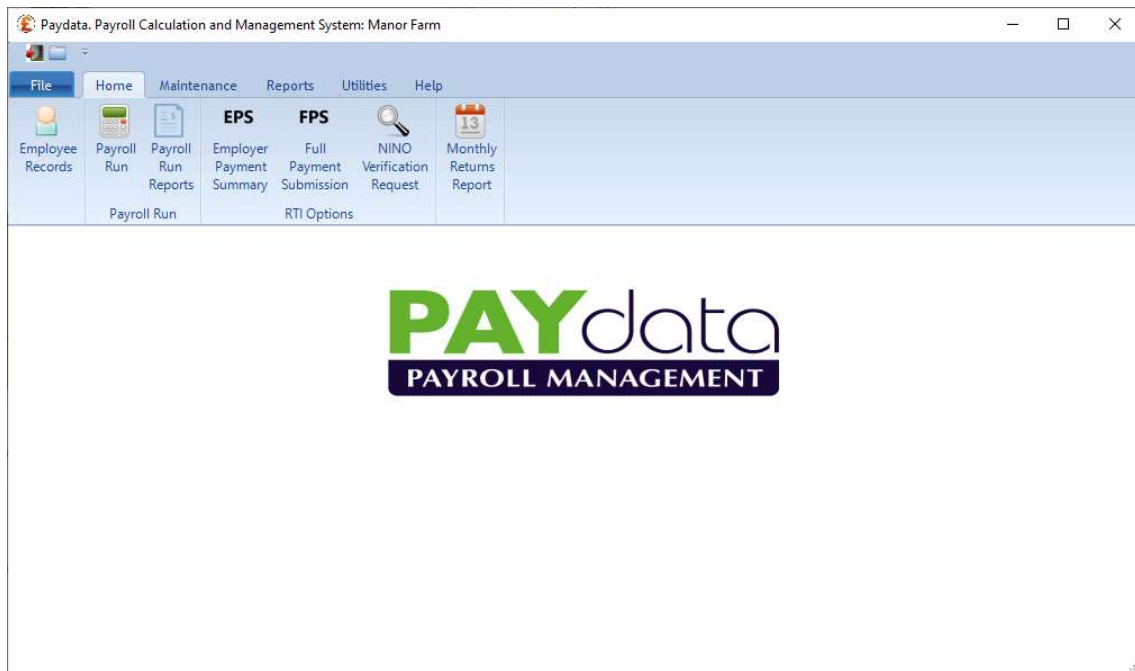 Paydata. Payroll Calculation and Management System: Manor Farm
File Home Maintenance Reports Utilities Help
EPS FPS
13
Employee Payroll Payroll Employer Full NINO Monthly
Records Run Run Payment Payment Verification Returns
Reports Summary Submission Request Report
Payroll Run RTI Options
PAYdata
PAYROLL MANAGEMENT